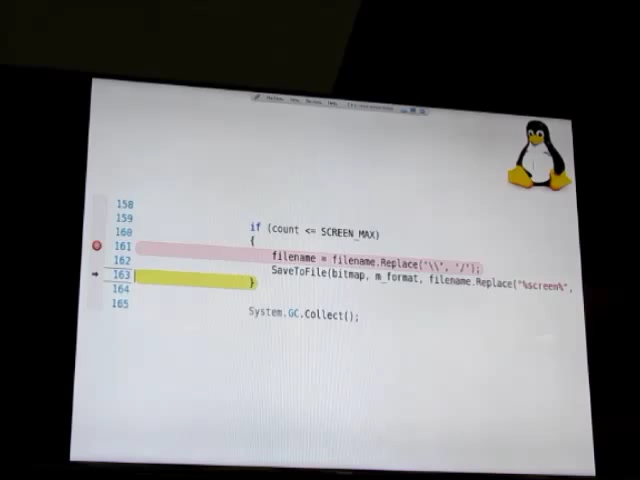 158
159
160 if (count <= SCREEN_MAX)
161 {
162 filename = filename.Replace('\\', '/');
163 SaveToFile(bitmap, m_format, filename.Replace("%screen%",
164 }
165 System.GC.Collect();